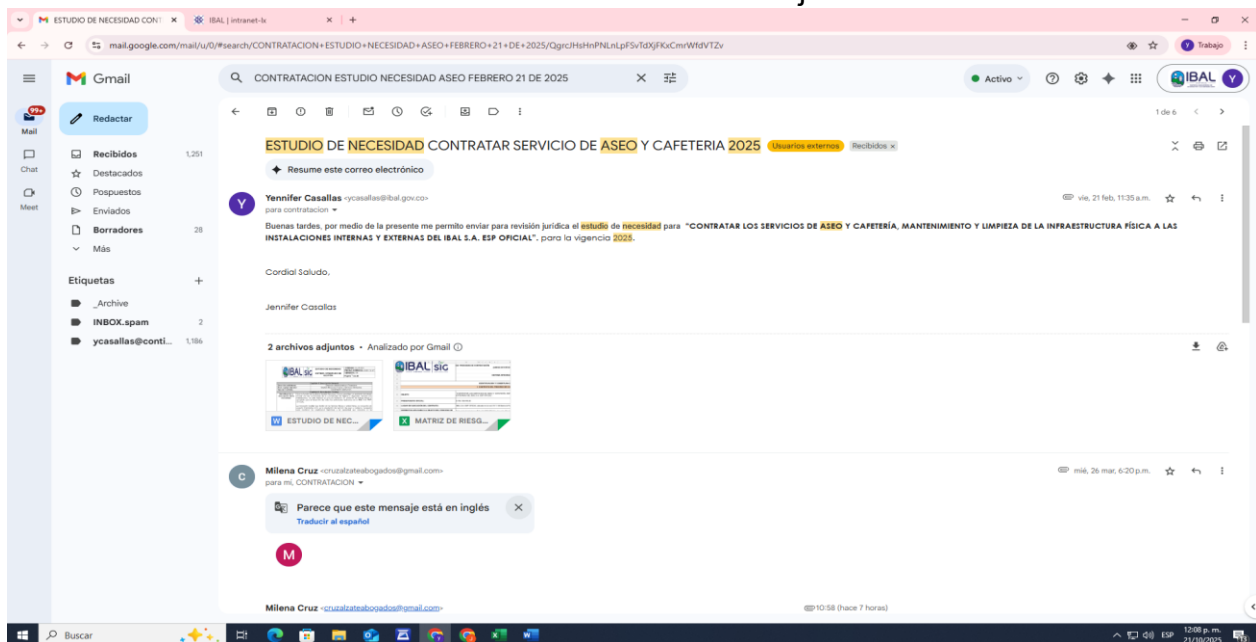 ESTUDIO DE NECESIDAD CONT
IBAL | intranet-lx
mail.google.com/mail/u/0/#search/CONTRATACION+ESTUDIO+NECESIDAD+ASEO+FEBRERO+21+DE+2025/QgrcJHsHnPNLnLpFSvTdXjFKxCmrWfdVTZv
Y Trabajo
Gmail
CONTRATACION ESTUDIO NECESIDAD ASEO FEBRERO 21 DE 2025
Activo
IBAL
Y
99+
Mail
Chat
Meet
Redactar
Recibidos 1,251
Destacados
Pospuestos
Enviados
Borradores 28
Más
Etiquetas +
_Archive
INBOX.spam 2
ycasallas@conti... 1,186
1 de 6
ESTUDIO DE NECESIDAD CONTRATAR SERVICIO DE ASEO Y CAFETERIA 2025 Usuarios externos Recibidos x
Resume este correo electrónico
Y
Yennifer Casallas <ycasallas@ibal.gov.co> vie, 21 feb, 11:35 a.m.
para contratacion
Buenas tardes, por medio de la presente me permito enviar para revisión jurídica el estudio de necesidad para "CONTRATAR LOS SERVICIOS DE ASEO Y CAFETERÍA, MANTENIMIENTO Y LIMPIEZA DE LA INFRAESTRUCTURA FÍSICA A LAS
INSTALACIONES INTERNAS Y EXTERNAS DEL IBAL S.A. ESP OFICIAL", para la vigencia 2025.
Cordial Saludo,
Jennifer Casallas
2 archivos adjuntos • Analizado por Gmail
IBAL SIG
IBAL SIG
W ESTUDIO DE NEC...
X MATRIZ DE RIESG...
C
Milena Cruz <cruzalzateabogados@gmail.com> mié, 26 mar, 6:20 p.m.
para mi, CONTRATACION
Parece que este mensaje está en inglés
Traducir al español
M
Milena Cruz <cruzalzateabogados@gmail.com> 10:58 (hace 7 horas)
Buscar
ESP
12:08 p. m.
21/10/2025